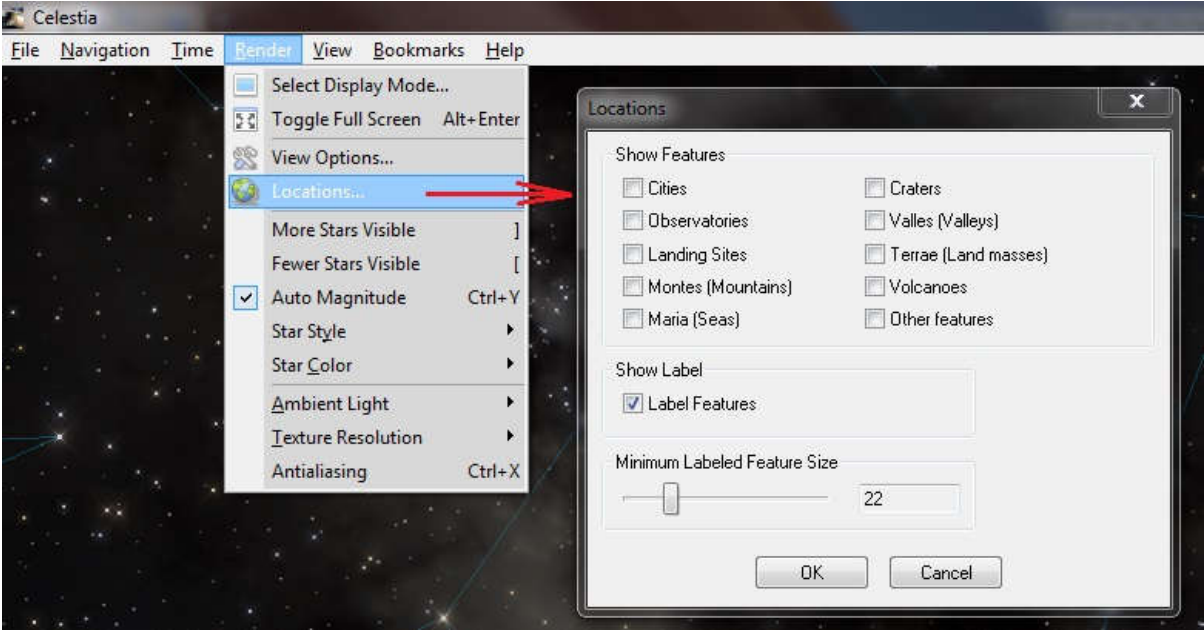 Celestia
File Navigation Time Render View Bookmarks Help
Select Display Mode...
Toggle Full Screen Alt+Enter
View Options...
Locations...
More Stars Visible ]
Fewer Stars Visible [
Auto Magnitude Ctrl+Y
Star Style
Star Color
Ambient Light
Texture Resolution
Antialiasing Ctrl+X
Locations
Show Features
Cities Craters
Observatories Valles (Valleys)
Landing Sites Terrae (Land masses)
Montes (Mountains) Volcanoes
Maria (Seas) Other features
Show Label
Label Features
Minimum Labeled Feature Size
22
OK Cancel